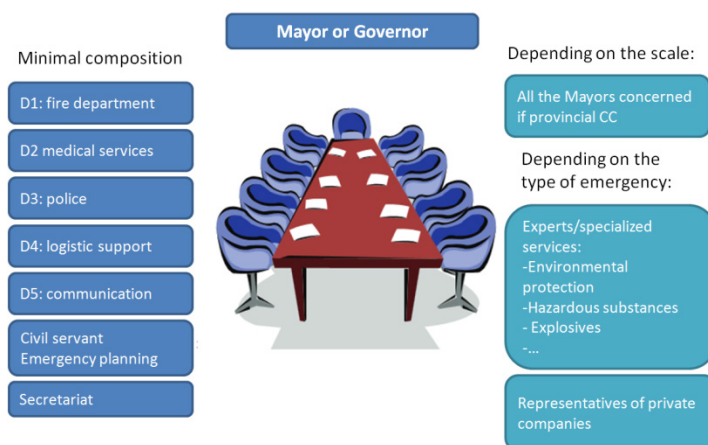 Mayor or Governor
Minimal composition
D1: fire department
D2 medical services
D3: police
D4: logistic support
D5: communication
Civil servant
Emergency planning
Secretariat
Depending on the scale:
All the Mayors concerned
if provincial CC
Depending on the
type of emergency:
Experts/specialized
services:
-Environmental
protection
-Hazardous substances
- Explosives
-...
Representatives of private
companies